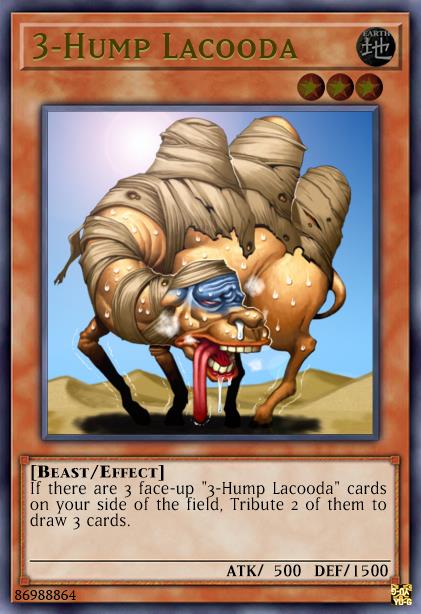 3-Hump Lacooda
EARTH
地
[Beast/Effect]
If there are 3 face-up "3-Hump Lacooda" cards
on your side of the field, Tribute 2 of them to
draw 3 cards.
ATK/ 500 DEF/1500
86988864